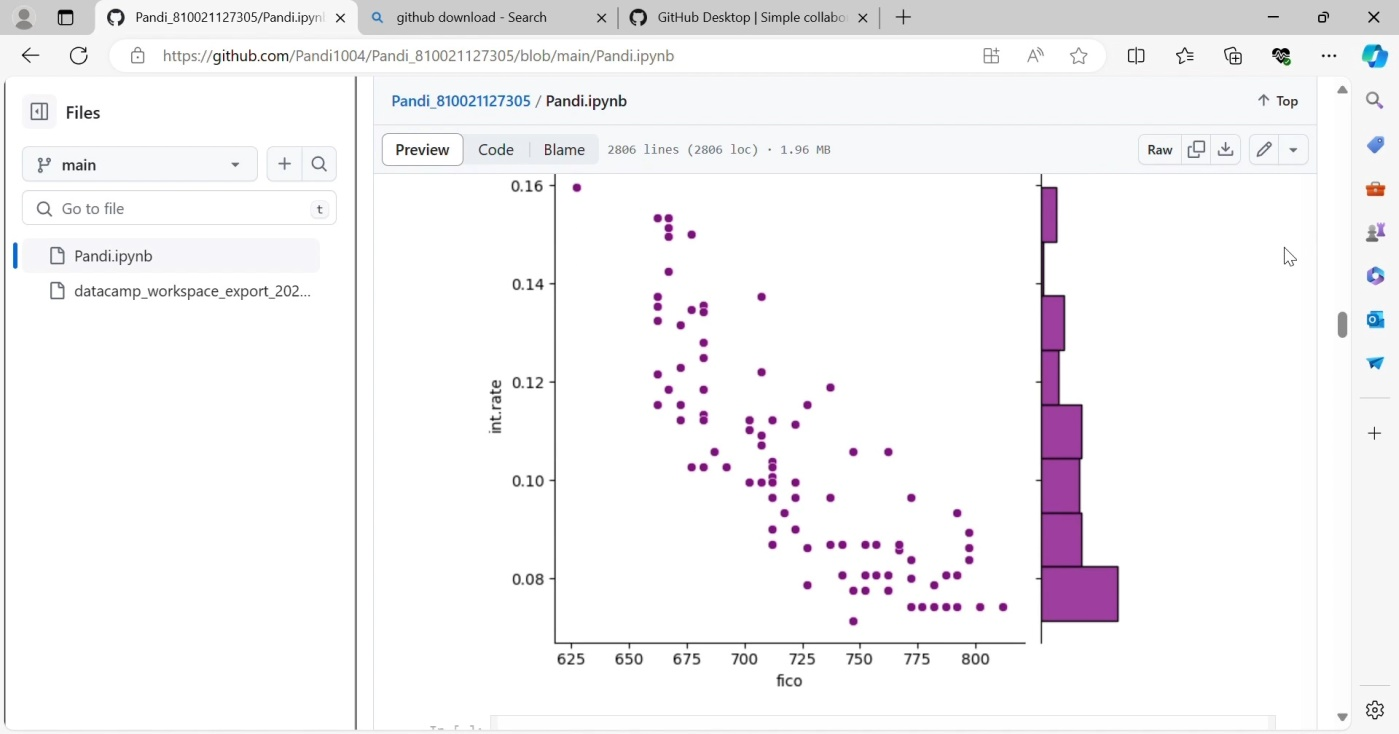 Pandi_810021127305/Pandi.ipyn
github download - Search
GitHub Desktop | Simple collabo
https://github.com/Pandi1004/Pandi_810021127305/blob/main/Pandi.ipynb
Files
main
Go to file
t
Pandi.ipynb
datacamp_workspace_export_202...
Pandi_810021127305 / Pandi.ipynb
Top
Preview
Code
Blame
2806 lines (2806 loc) · 1.96 MB
Raw
0.16
0.14
0.12
0.10
0.08
int.rate
625 650 675 700 725 750 775 800
fico